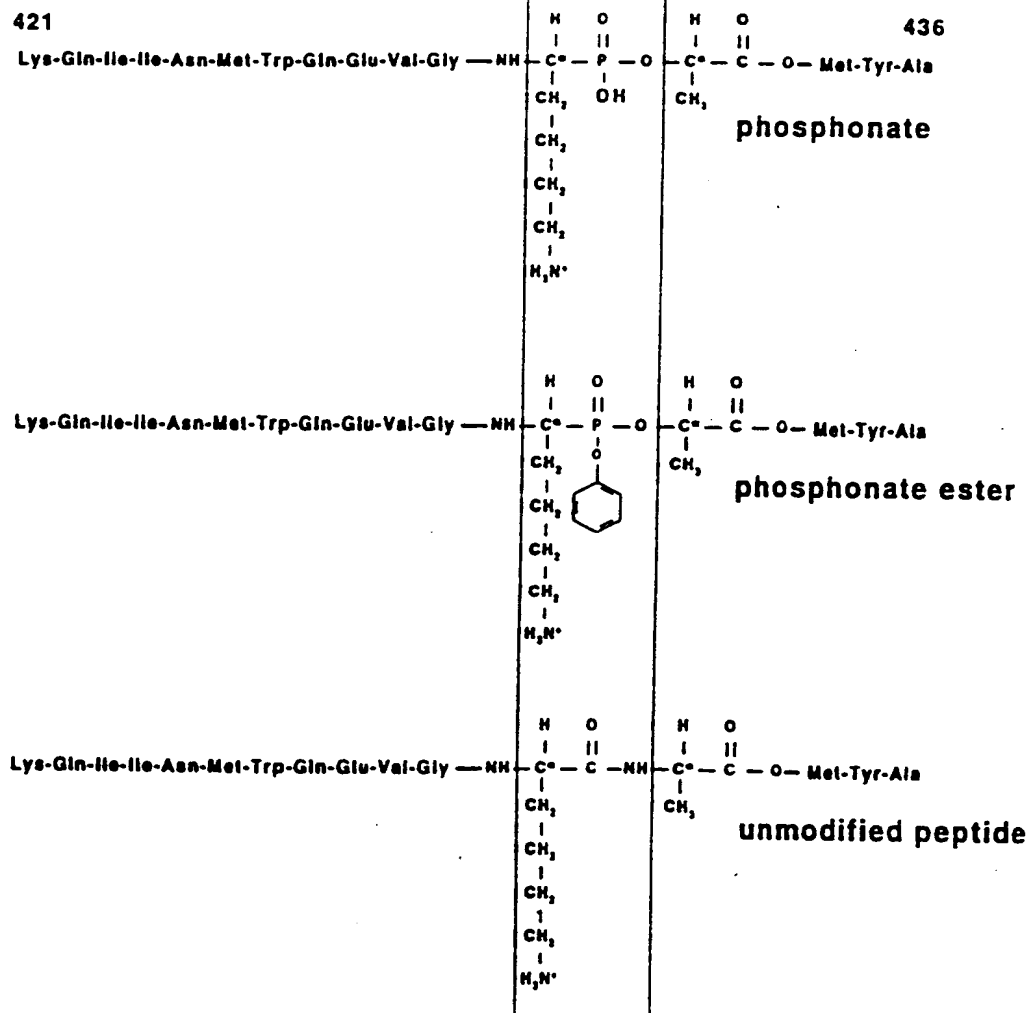 421
436
H O H O
Lys-Gln-Ile-Ile-Asn-Met-Trp-Gln-Glu-Val-Gly — NH — C* — P — O — C* — C — O — Met-Tyr-Ala
CH2 OH CH3
phosphonate
CH2
CH2
CH2
H3N+
H O H O
Lys-Gln-Ile-Ile-Asn-Met-Trp-Gln-Glu-Val-Gly — NH — C* — P — O — C* — C — O — Met-Tyr-Ala
CH2 O CH3
phosphonate ester
CH2
CH2
CH2
H3N+
H O H O
Lys-Gln-Ile-Ile-Asn-Met-Trp-Gln-Glu-Val-Gly — NH — C* — C — NH — C* — C — O — Met-Tyr-Ala
CH2 CH3
unmodified peptide
CH2
CH2
CH2
H3N+